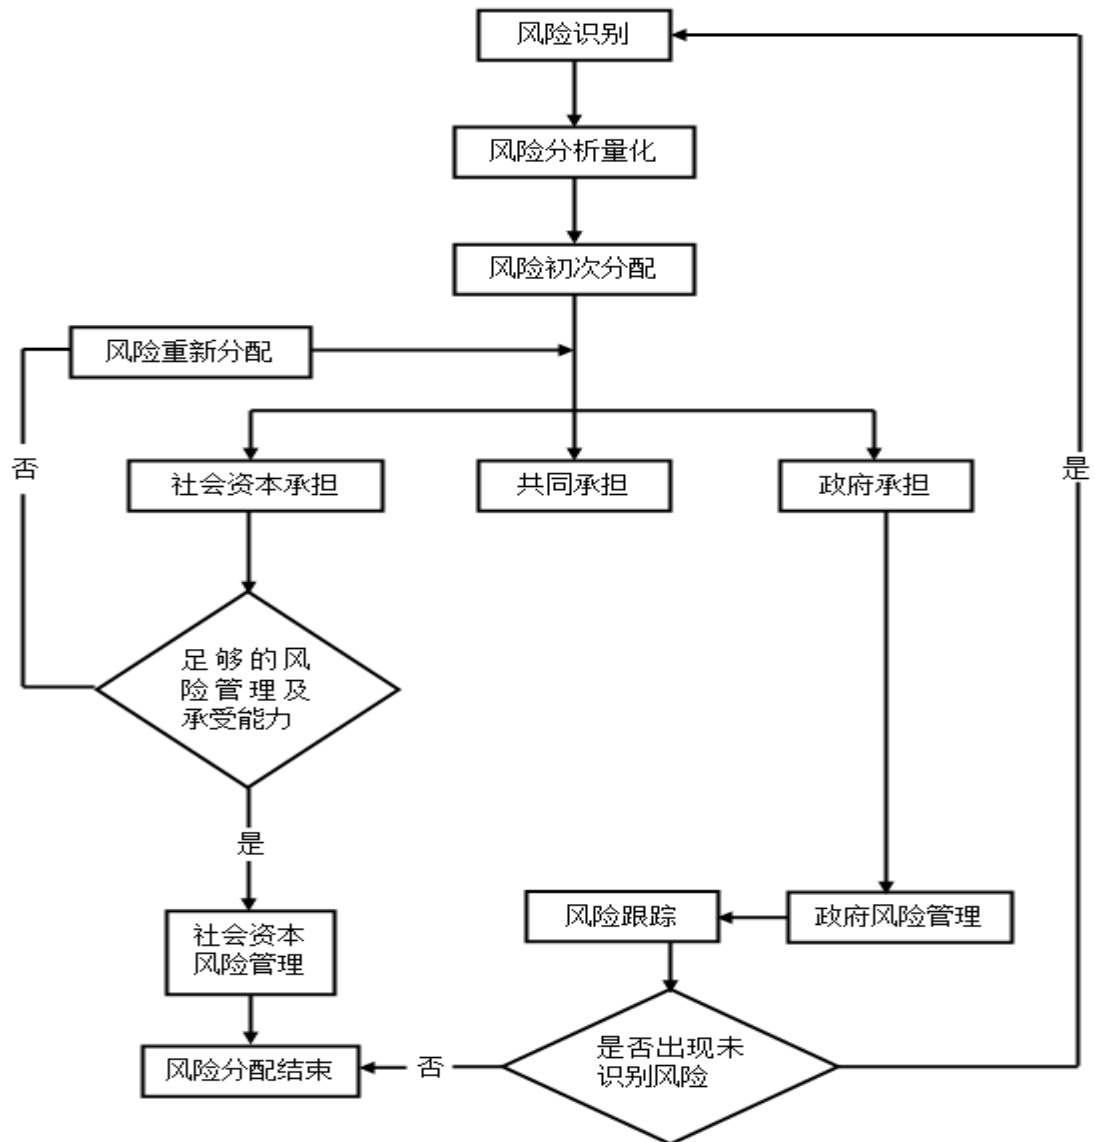 风险识别
风险分析量化
风险初次分配
风险重新分配
否
是
社会资本承担
共同承担
政府承担
足够的风
险管理及
承受能力
是
风险跟踪
政府风险管理
社会资本
风险管理
是否出现未
识别风险
否
风险分配结束